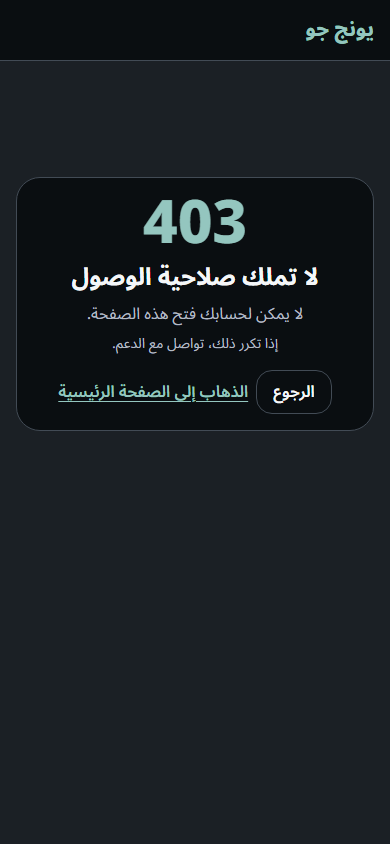 يونج جو
403
لا تملك صلاحية الوصول
لا يمكن لحسابك فتح هذه الصفحة.
إذا تكرر ذلك، تواصل مع الدعم.
الرجوع الذهاب إلى الصفحة الرئيسية